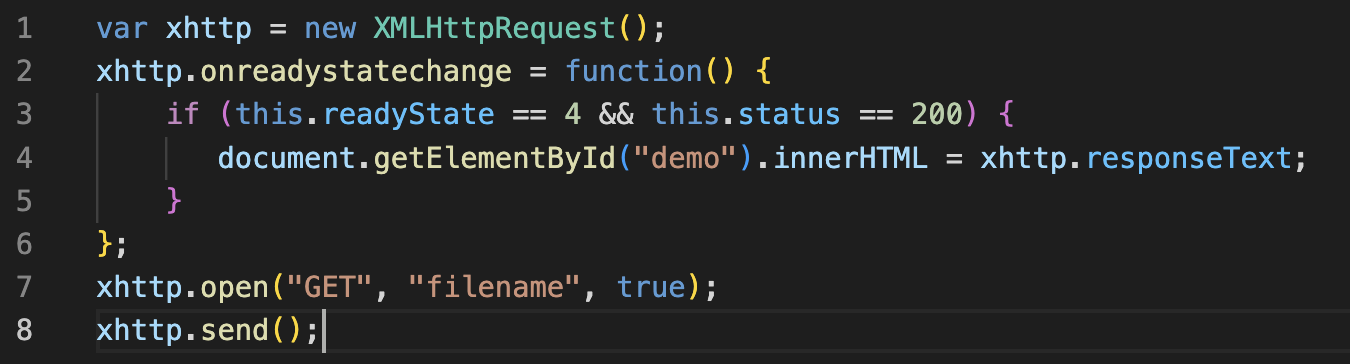 1 var xhttp = new XMLHttpRequest();
2 xhttp.onreadystatechange = function() {
3 if (this.readyState == 4 && this.status == 200) {
4 document.getElementById("demo").innerHTML = xhttp.responseText;
5 }
6 };
7 xhttp.open("GET", "filename", true);
8 xhttp.send();